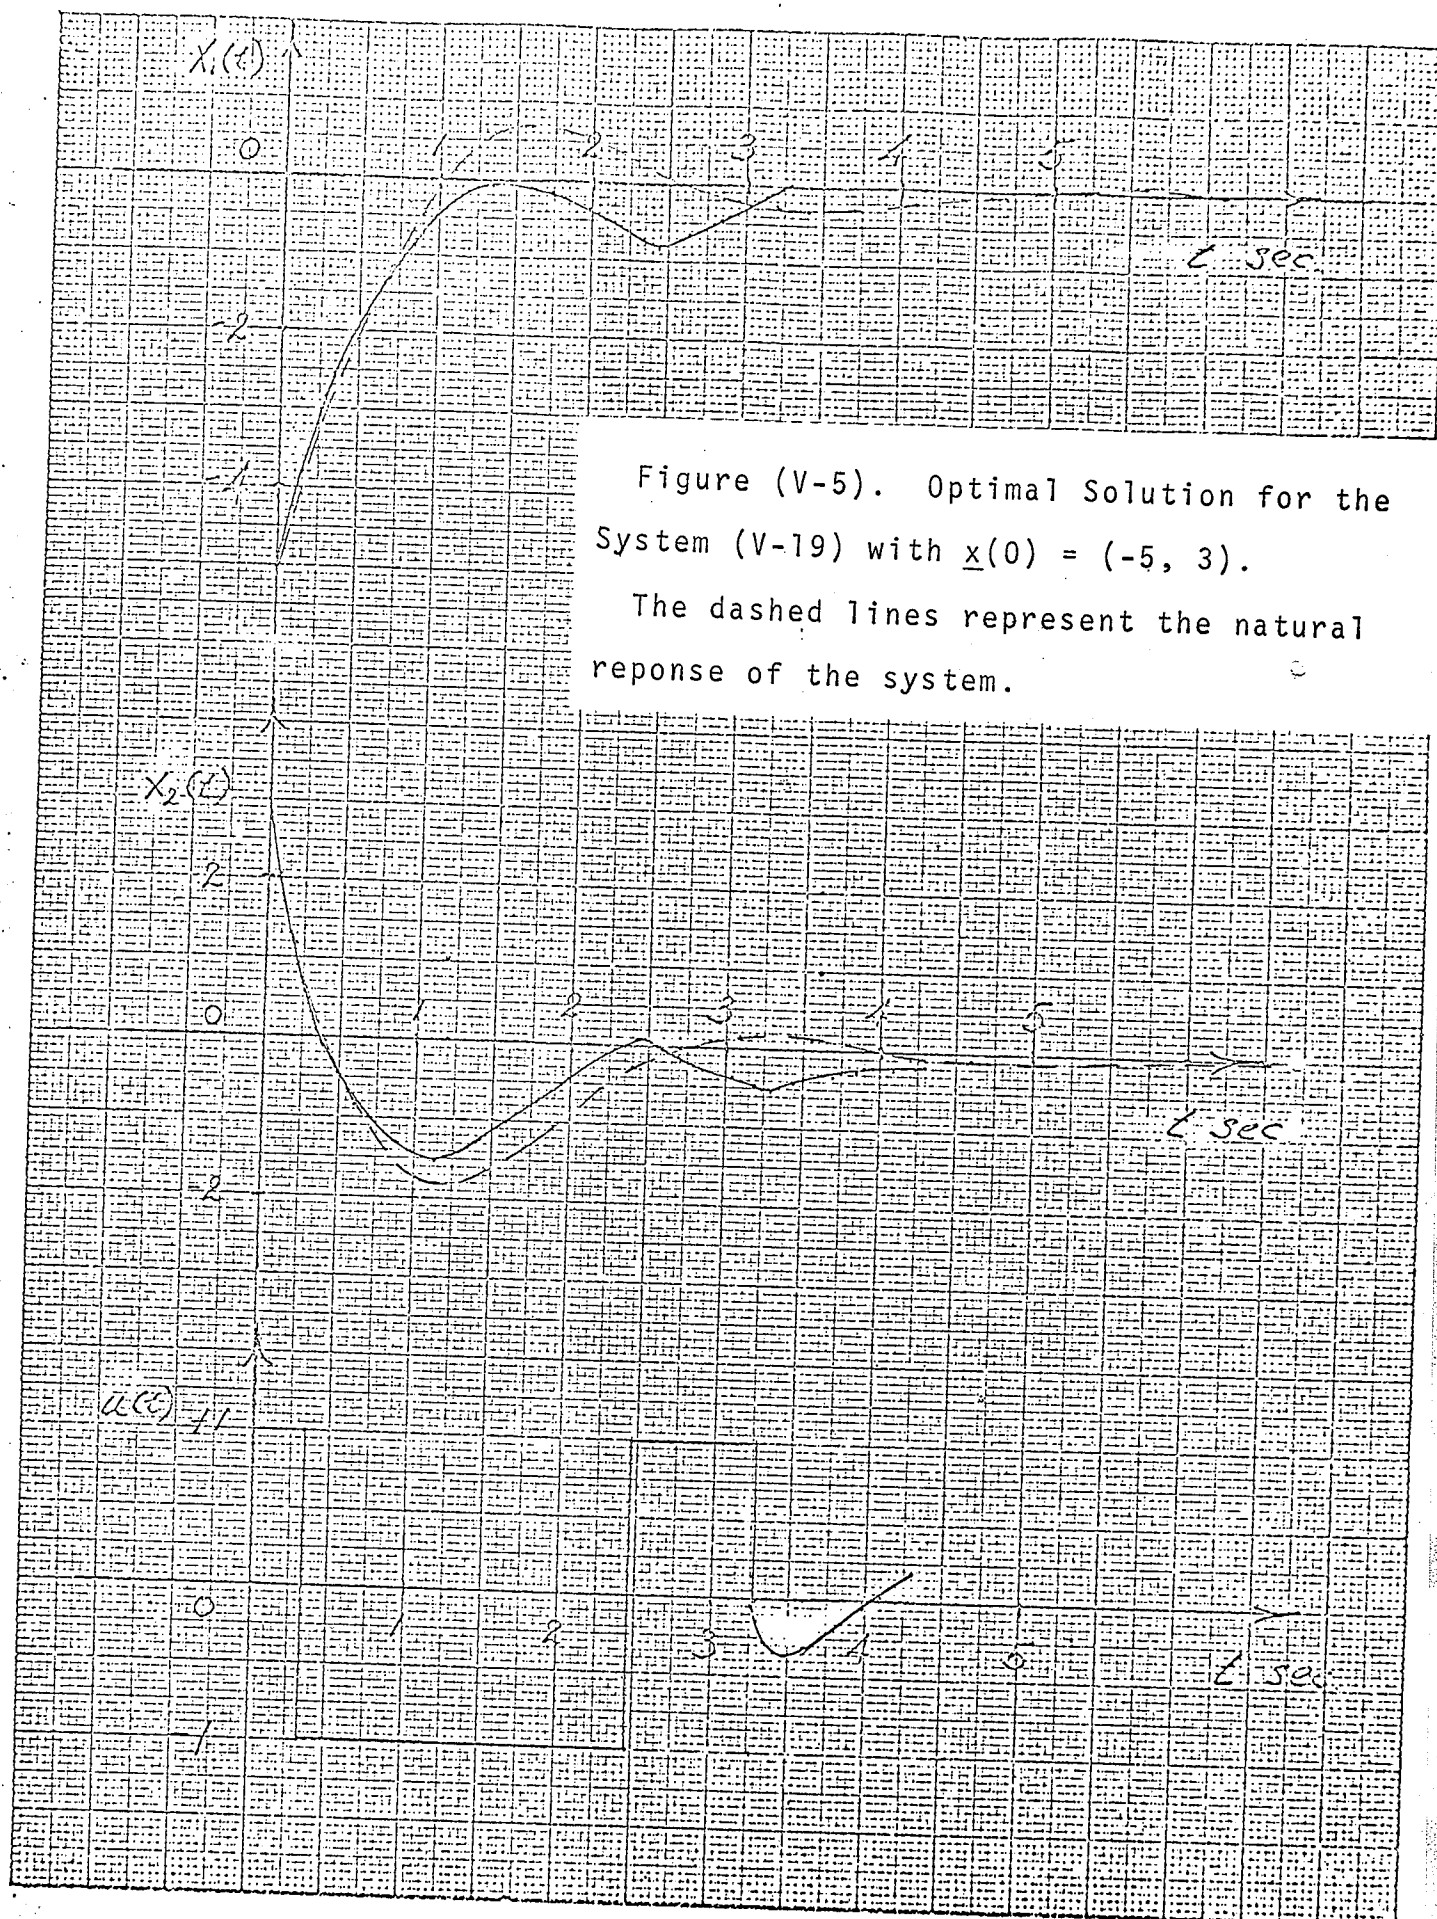 X₁(t)
0 1 2 3 4 5
t sec
-2
-4
Figure (V-5). Optimal Solution for the
System (V-19) with x(0) = (-5, 3).
The dashed lines represent the natural
reponse of the system.
X₂(t)
2
0 1 2 3 4 5
t sec
-2
u(t) +1
0 1 2 3 4 5
t sec
-1